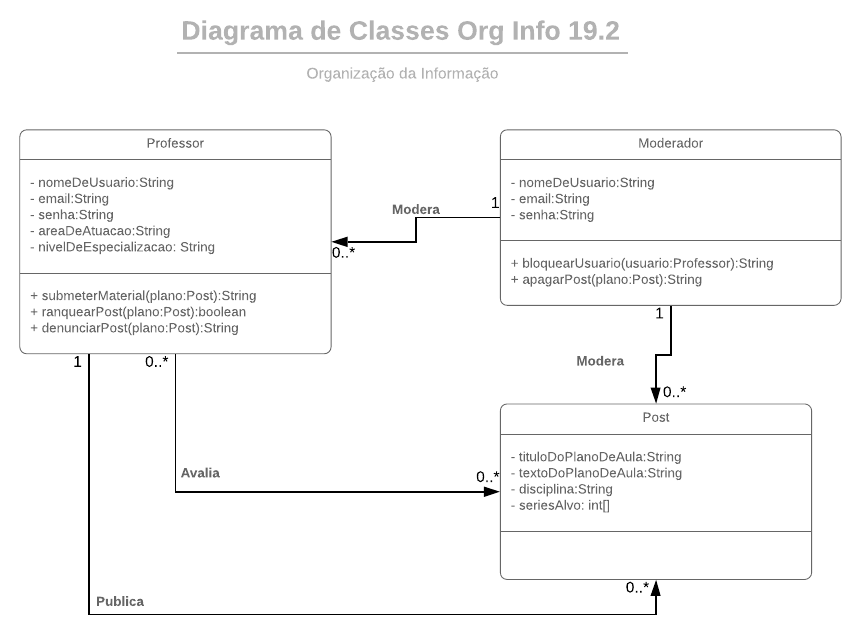 Diagrama de Classes Org Info 19.2
Organização da Informação
Professor
- nomeDeUsuario:String
- email:String
- senha:String
- areaDeAtuacao:String
- nivelDeEspecializacao: String
+ submeterMaterial(plano:Post):String
+ ranquearPost(plano:Post):boolean
+ denunciarPost(plano:Post):String
Modera
1
0..*
Moderador
- nomeDeUsuario:String
- email:String
- senha:String
+ bloquearUsuario(usuario:Professor):String
+ apagarPost(plano:Post):String
1
Modera
0..*
1
0..*
Avalia
0..*
Post
- tituloDoPlanoDeAula:String
- textoDoPlanoDeAula:String
- disciplina:String
- seriesAlvo: int[]
Publica
0..*